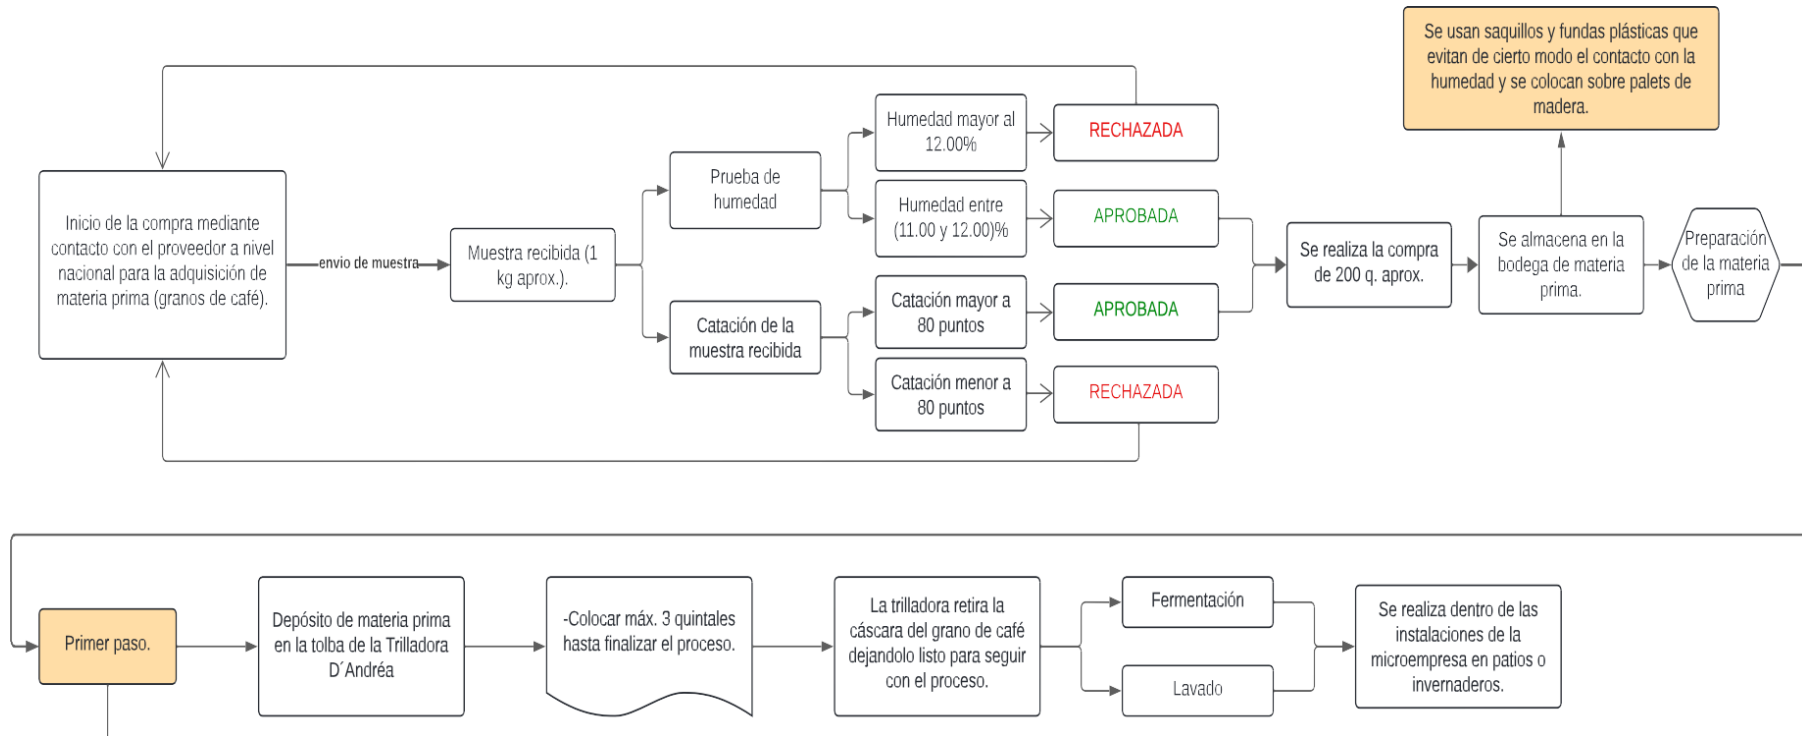 Se usan saquillos y fundas plásticas que
evitan de cierto modo el contacto con la
humedad y se colocan sobre palets de
madera.
Inicio de la compra mediante
contacto con el proveedor a nivel
nacional para la adquisición de
materia prima (granos de café).
envio de muestra
Muestra recibida (1
kg aprox.).
Prueba de
humedad
Catación de la
muestra recibida
Humedad mayor al
12.00%
RECHAZADA
Humedad entre
(11.00 y 12.00)%
APROBADA
Catación mayor a
80 puntos
APROBADA
Catación menor a
80 puntos
RECHAZADA
Se realiza la compra
de 200 q. aprox.
Se almacena en la
bodega de materia
prima.
Preparación
de la materia
prima
Primer paso.
Depósito de materia prima
en la tolba de la Trilladora
D´Andréa
-Colocar máx. 3 quintales
hasta finalizar el proceso.
La trilladora retira la
cáscara del grano de café
dejandolo listo para seguir
con el proceso.
Fermentación
Lavado
Se realiza dentro de las
instalaciones de la
microempresa en patios o
invernaderos.